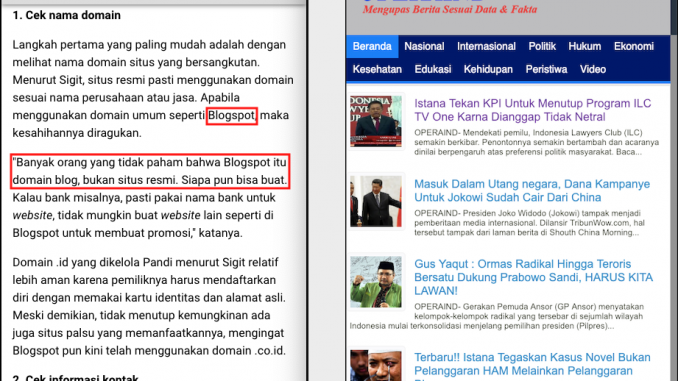 1. Cek nama domain
Langkah pertama yang paling mudah adalah dengan
melihat nama domain situs yang bersangkutan.
Menurut Sigit, situs resmi pasti menggunakan domain
sesuai nama perusahaan atau jasa. Apabila
menggunakan domain umum seperti Blogspot, maka
kesahihannya diragukan.
"Banyak orang yang tidak paham bahwa Blogspot itu
domain blog, bukan situs resmi. Siapa pun bisa buat.
Kalau bank misalnya, pasti pakai nama bank untuk
website, tidak mungkin buat website lain seperti di
Blogspot untuk membuat promosi," katanya.
Domain .id yang dikelola Pandi menurut Sigit relatif
lebih aman karena pemiliknya harus mendaftarkan
diri dengan memakai kartu identitas dan alamat asli.
Meski demikian, tidak menutup kemungkinan ada
juga situs palsu yang memanfaatkannya, mengingat
Blogspot pun kini telah menggunakan domain .co.id.
2. Cek informasi kontak
Mengupas Berita Sesuai Data & Fakta
Beranda Nasional Internasional Politik Hukum Ekonomi
Kesehatan Edukasi Kehidupan Peristiwa Video
Istana Tekan KPI Untuk Menutup Program ILC
TV One Karna Dianggap Tidak Netral
OPERAIND- Mendekati pemilu, Indonesia Lawyers Club (ILC)
semakin berkibar. Penontonnya semakin bertambah dan acaranya
dinilai berpengaruh atas preferensi politik masyarakat. Baca...
Masuk Dalam Utang negara, Dana Kampanye
Untuk Jokowi Sudah Cair Dari China
OPERAIND- Presiden Joko Widodo (Jokowi) tampak menjadi
pemberitaan media massa. Dilansir TribunWow.com, hal
tersebut tampak dari laman berita di Shouth China Morning...
Gus Yaqut : Ormas Radikal Hingga Teroris
Bersatu Dukung Prabowo Sandi, HARUS KITA
LAWAN!
OPERAIND- Gerakan Pemuda Ansor (GP Ansor) menyatakan
kelompok-kelompok radikal yang tersebar di sejumlah wilayah
Indonesia mulai terkonsolidasi menjelang pemilihan presiden (Pilpres)...
Terbaru!! Istana Tegaskan Kasus Novel Bukan
Pelanggaran HAM Melainkan Pelanggaran